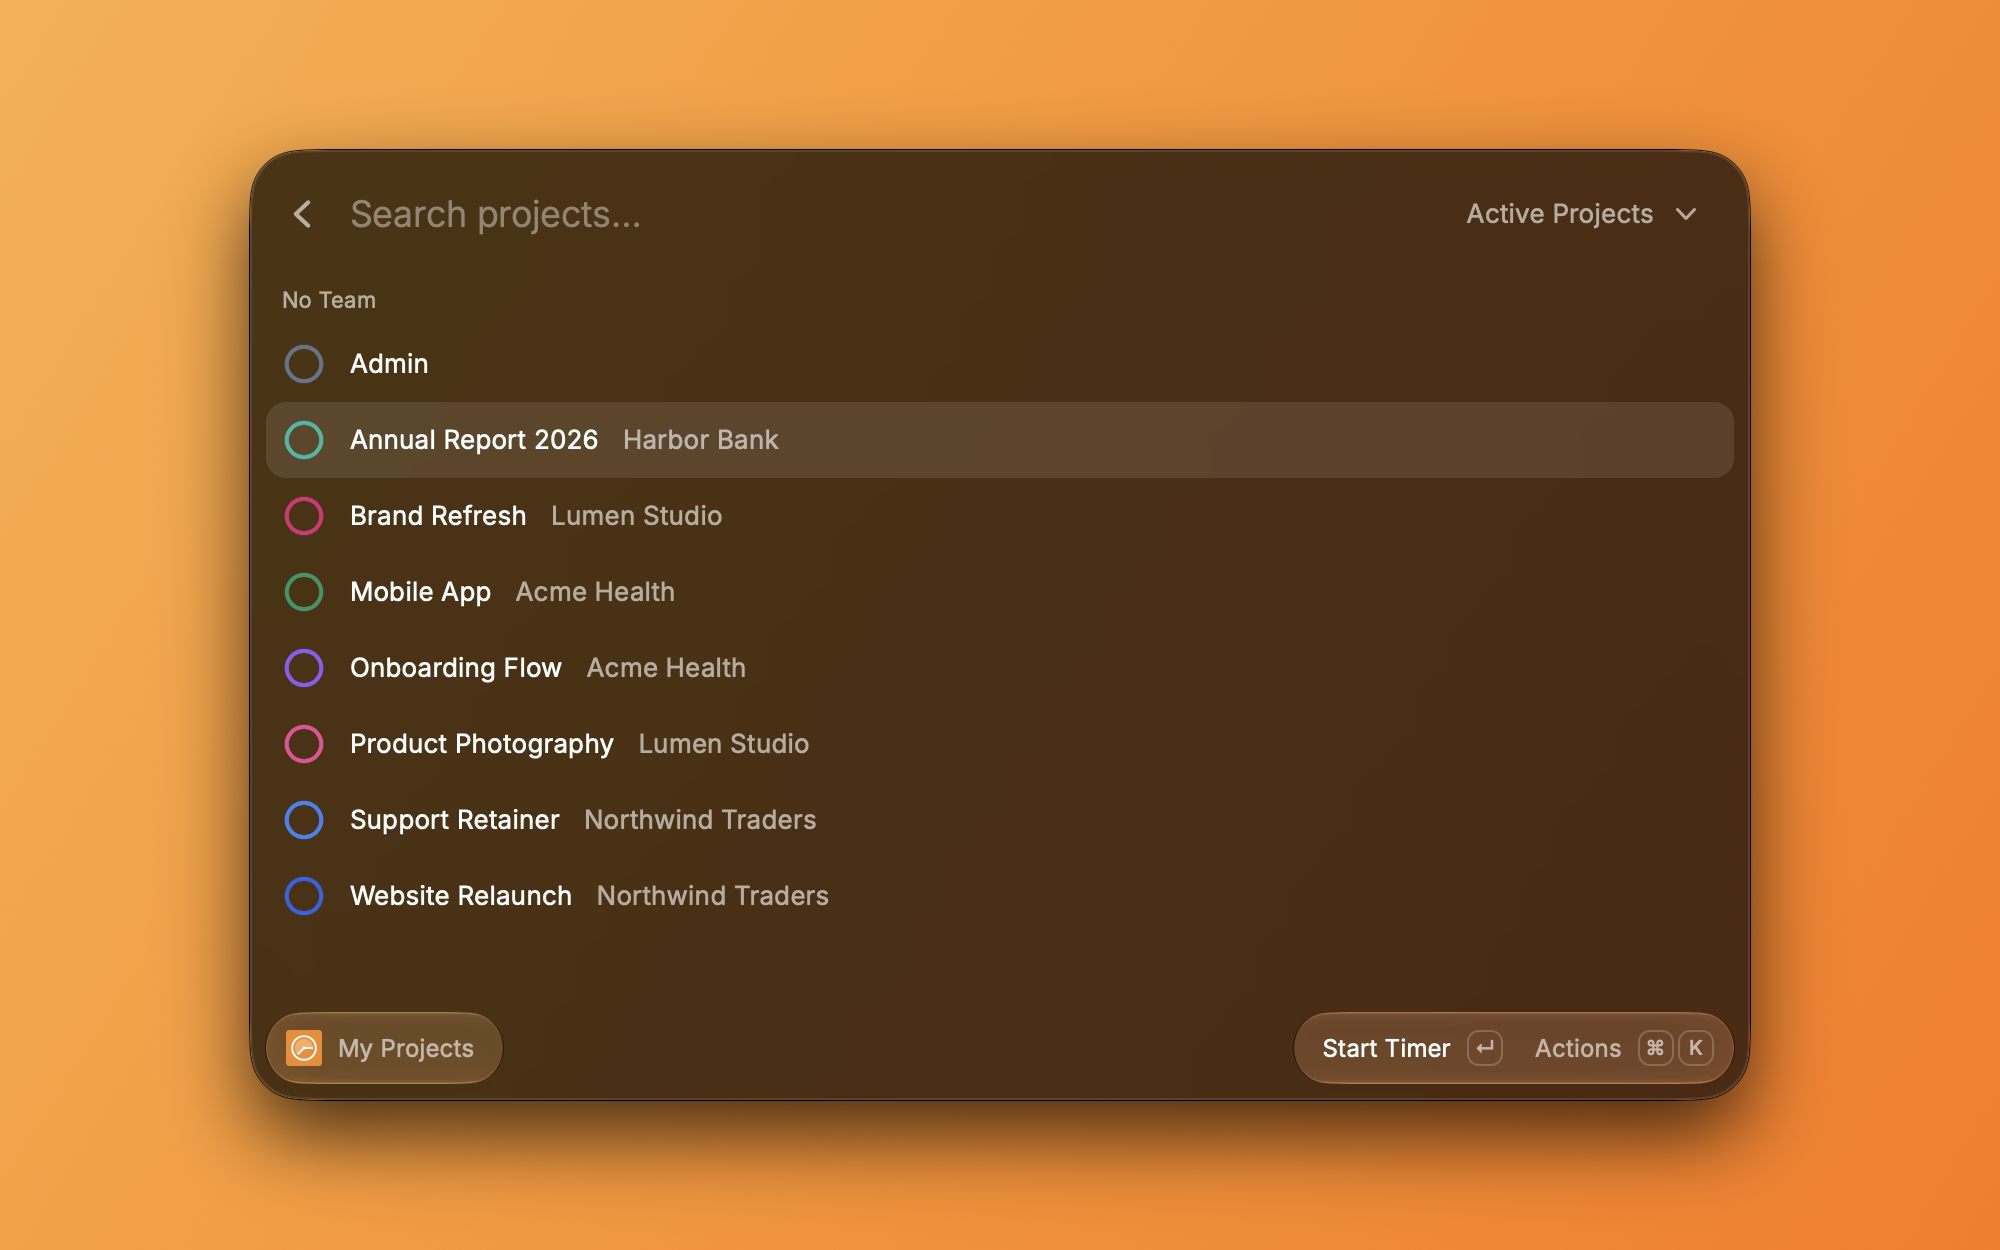 Search projects...
Active Projects
No Team
Admin
Annual Report 2026 Harbor Bank
Brand Refresh Lumen Studio
Mobile App Acme Health
Onboarding Flow Acme Health
Product Photography Lumen Studio
Support Retainer Northwind Traders
Website Relaunch Northwind Traders
My Projects
Start Timer ↵ Actions ⌘ K